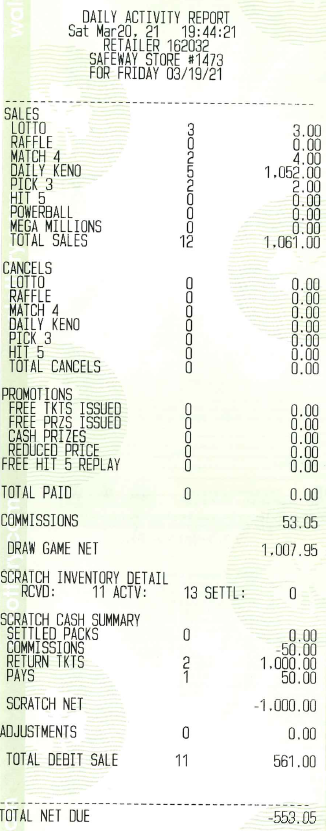 DAILY ACTIVITY REPORT
Sat Mar20, 21 19:44:21
RETAILER 162032
SAFEWAY STORE #1473
FOR FRIDAY 03/19/21
SALES
LOTTO 3 3.00
RAFFLE 0 0.00
MATCH 4 2 4.00
DAILY KENO 5 1,052.00
PICK 3 2 2.00
HIT 5 0 0.00
POWERBALL 0 0.00
MEGA MILLIONS 0 0.00
TOTAL SALES 12 1,061.00
CANCELS
LOTTO 0 0.00
RAFFLE 0 0.00
MATCH 4 0 0.00
DAILY KENO 0 0.00
PICK 3 0 0.00
HIT 5 0 0.00
TOTAL CANCELS 0 0.00
PROMOTIONS
FREE TKTS ISSUED 0 0.00
FREE PRZS ISSUED 0 0.00
CASH PRIZES 0 0.00
REDUCED PRICE 0 0.00
FREE HIT 5 REPLAY 0 0.00
TOTAL PAID 0 0.00
COMMISSIONS 53.05
DRAW GAME NET 1,007.95
SCRATCH INVENTORY DETAIL
RCVD: 11 ACTV: 13 SETTL: 0
SCRATCH CASH SUMMARY
SETTLED PACKS 0 0.00
COMMISSIONS -50.00
RETURN TKTS 2 1,000.00
PAYS 1 50.00
SCRATCH NET -1,000.00
ADJUSTMENTS 0 0.00
TOTAL DEBIT SALE 11 561.00
TOTAL NET DUE -553.05